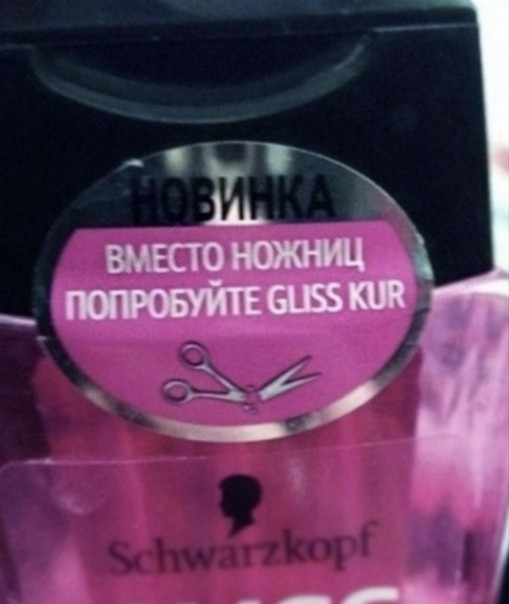 НОВИНКА
ВМЕСТО НОЖНИЦ
ПОПРОБУЙТЕ GLISS KUR
Schwarzkopf